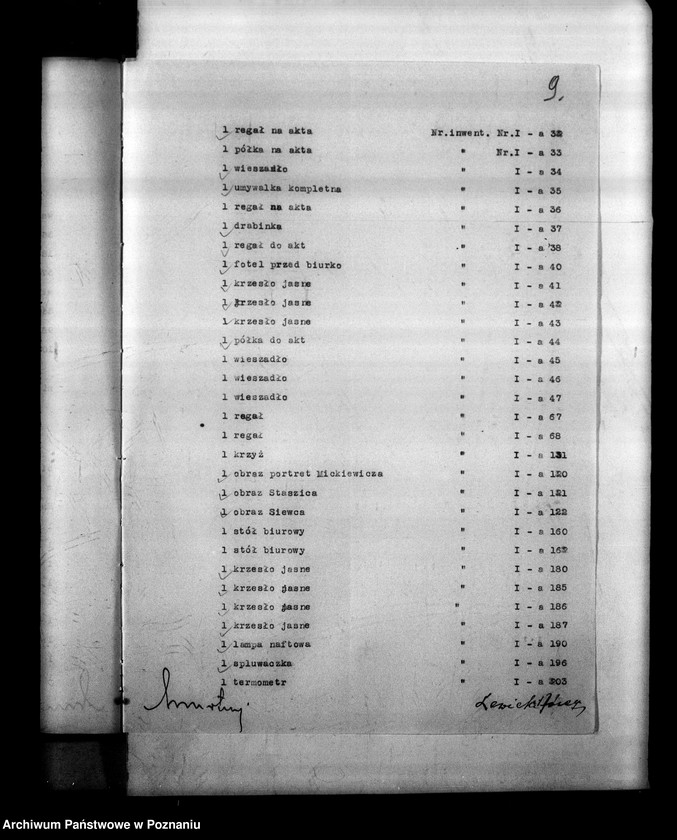 9.
1 regał na akta Nr.inwent. Nr.I - a 32
1 półka na akta " Nr.I - a 33
1 wieszadło " I - a 34
1 umywalka kompletna " I - a 35
1 regał na akta " I - a 36
1 drabinka " I - a 37
1 regał do akt " I - a 38
1 fotel przed biurko " I - a 40
1 krzesło jasne " I - a 41
1 krzesło jasne " I - a 42
1 krzesło jasne " I - a 43
1 półka do akt " I - a 44
1 wieszadło " I - a 45
1 wieszadło " I - a 46
1 wieszadło " I - a 47
1 regał " I - a 67
1 regał " I - a 68
1 krzyż " I - a 131
1 obraz portret Mickiewicza " I - a 120
1 obraz Staszica " I - a 121
1 obraz Siewca " I - a 122
1 stół biurowy " I - a 160
1 stół biurowy " I - a 162
1 krzesło jasne " I - a 180
1 krzesło jasne " I - a 185
1 krzesło jasne " I - a 186
1 krzesło jasne " I - a 187
1 lampa naftowa " I - a 190
1 spluwaczka " I - a 196
1 termometr " I - a 203
Archiwum Państwowe w Poznaniu